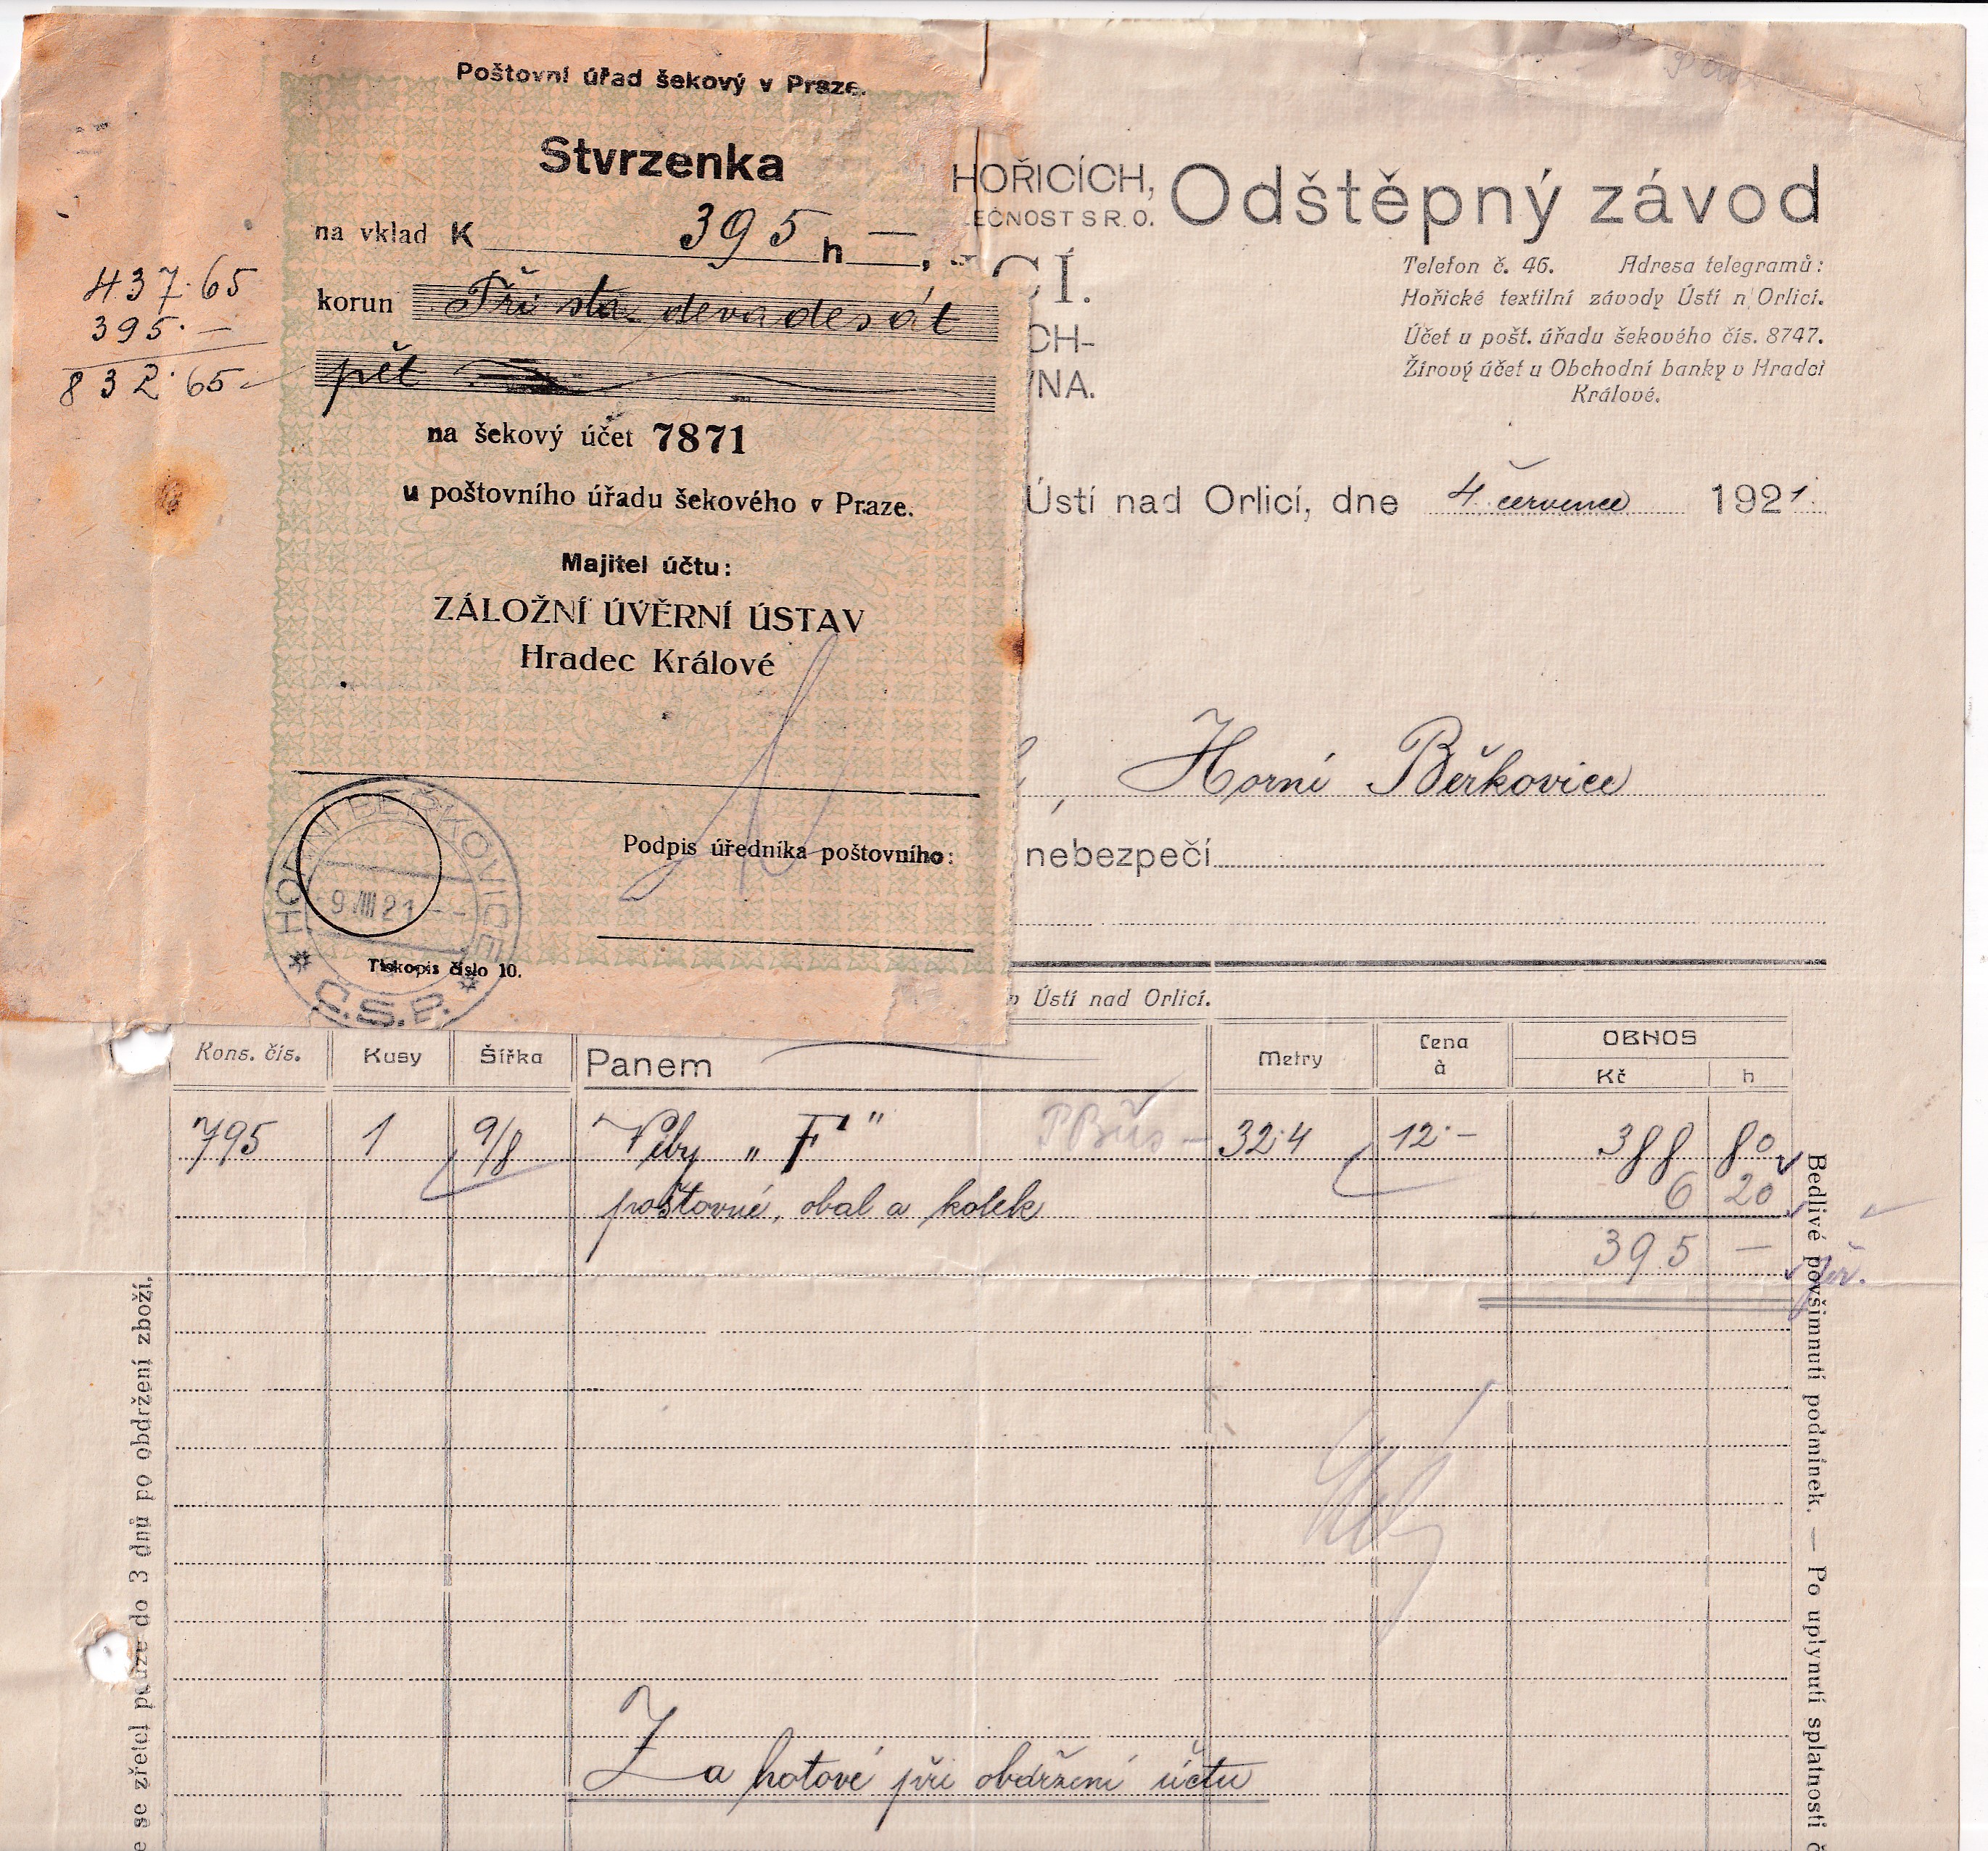 Poštovní úřad šekový v Praze.
Stvrzenka
na vklad K 395 h —,
korun Tři sta devadesát
pět
na šekový účet 7871
u poštovního úřadu šekového v Praze.
Majitel účtu:
ZÁLOŽNÍ ÚVĚRNÍ ÚSTAV
Hradec Králové
Podpis úředníka poštovního:
HORNÍ BEŘKOVICE
9 VIII 21
Č.S.P.
Tiskopis číslo 10.
437·65
395·—
832·65
HOŘICÍCH,
EČNOST S R. O.
Odštěpný závod
CÍ.
CH-
NA.
Telefon č. 46. Adresa telegramů:
Hořické textilní závody Ústí n Orlicí.
Účet u pošt. úřadu šekového čís. 8747.
Žirový účet u Obchodní banky v Hradci
Králové.
Ústí nad Orlicí, dne 4. července 1921.
, Horní Běřkovice
nebezpečí
Ústí nad Orlicí.
Kons. čís. Kusy Šířka Panem Metry Cena à OBNOS Kč h
795 1 9/8 Veby „F" 32·4 12·— 388 80
poštovné, obal a kolek 6 20
395 —
Za hotové při obdržení účtu
e se zřetel pouze do 3 dnů po obdržení zboží.
Bedlivé povšimnutí podmínek. — Po uplynutí splatnosti